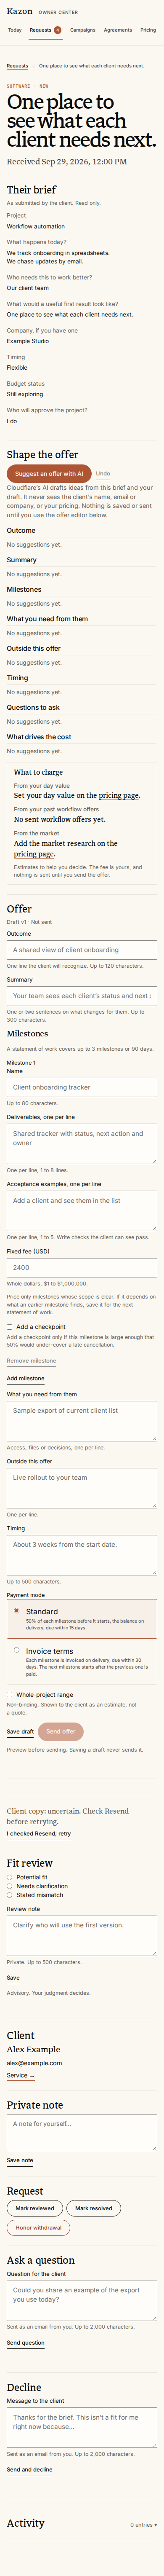 Kazon OWNER CENTER
Today Requests 4 Campaigns Agreements Pricing
Requests One place to see what each client needs next.
SOFTWARE · NEW
One place to
see what each
client needs next.
Received Sep 29, 2026, 12:00 PM
Their brief
As submitted by the client. Read only.
Project
Workflow automation
What happens today?
We track onboarding in spreadsheets.
We chase updates by email.
Who needs this to work better?
Our client team
What would a useful first result look like?
One place to see what each client needs next.
Company, if you have one
Example Studio
Timing
Flexible
Budget status
Still exploring
Who will approve the project?
I do
Shape the offer
Suggest an offer with AI Undo
Cloudflare's AI drafts ideas from this brief and your
draft. It never sees the client's name, email or
company, or your pricing. Nothing is saved or sent
until you use the offer editor below.
Outcome
No suggestions yet.
Summary
No suggestions yet.
Milestones
No suggestions yet.
What you need from them
No suggestions yet.
Outside this offer
No suggestions yet.
Timing
No suggestions yet.
Questions to ask
No suggestions yet.
What drives the cost
No suggestions yet.
What to charge
From your day value
Set your day value on the pricing page.
From your past workflow offers
No sent workflow offers yet.
From the market
Add the market research on the
pricing page.
Estimates to help you decide. The fee is yours, and
nothing is sent until you send the offer.
Offer
Draft v1 · Not sent
Outcome
A shared view of client onboarding
One line the client will recognize. Up to 120 characters.
Summary
Your team sees each client's status and next s
One or two sentences on what changes for them. Up to
300 characters.
Milestones
A statement of work covers up to 3 milestones or 90 days.
Milestone 1
Name
Client onboarding tracker
Up to 80 characters.
Deliverables, one per line
Shared tracker with status, next action and
owner
One per line, 1 to 8 lines.
Acceptance examples, one per line
Add a client and see them in the list
One per line, 1 to 5. Write checks the client can see pass.
Fixed fee (USD)
2400
Whole dollars, $1 to $1,000,000.
Price only milestones whose scope is clear. If it depends on
what an earlier milestone finds, save it for the next
statement of work.
Add a checkpoint
Add a checkpoint only if this milestone is large enough that
50% would under-cover a late cancellation.
Remove milestone
Add milestone
What you need from them
Sample export of current client list
Access, files or decisions, one per line.
Outside this offer
Live rollout to your team
One per line.
Timing
About 3 weeks from the start date.
Up to 500 characters.
Payment mode
Standard
50% of each milestone before it starts, the balance on
delivery, due within 15 days.
Invoice terms
Each milestone is invoiced on delivery, due within 30
days. The next milestone starts after the previous one is
paid.
Whole-project range
Non-binding. Shown to the client as an estimate, not
a quote.
Save draft Send offer
Preview before sending. Saving a draft never sends it.
Client copy: uncertain. Check Resend
before retrying.
I checked Resend; retry
Fit review
Potential fit
Needs clarification
Stated mismatch
Review note
Clarify who will use the first version.
Private. Up to 500 characters.
Save
Advisory. Your judgment decides.
Client
Alex Example
alex@example.com
Service →
Private note
A note for yourself…
Save note
Request
Mark reviewed Mark resolved
Honor withdrawal
Ask a question
Question for the client
Could you share an example of the export
you use today?
Sent as an email from you. Up to 2,000 characters.
Send question
Decline
Message to the client
Thanks for the brief. This isn't a fit for me
right now because…
Sent as an email from you. Up to 2,000 characters.
Send and decline
Activity 0 entries